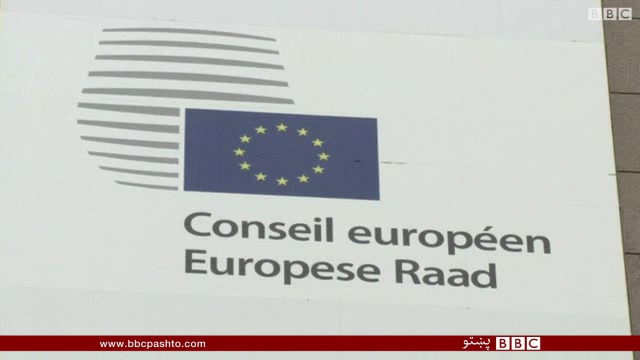 BBC
Conseil européen
Europese Raad
www.bbcpashto.com
BBC پښتو